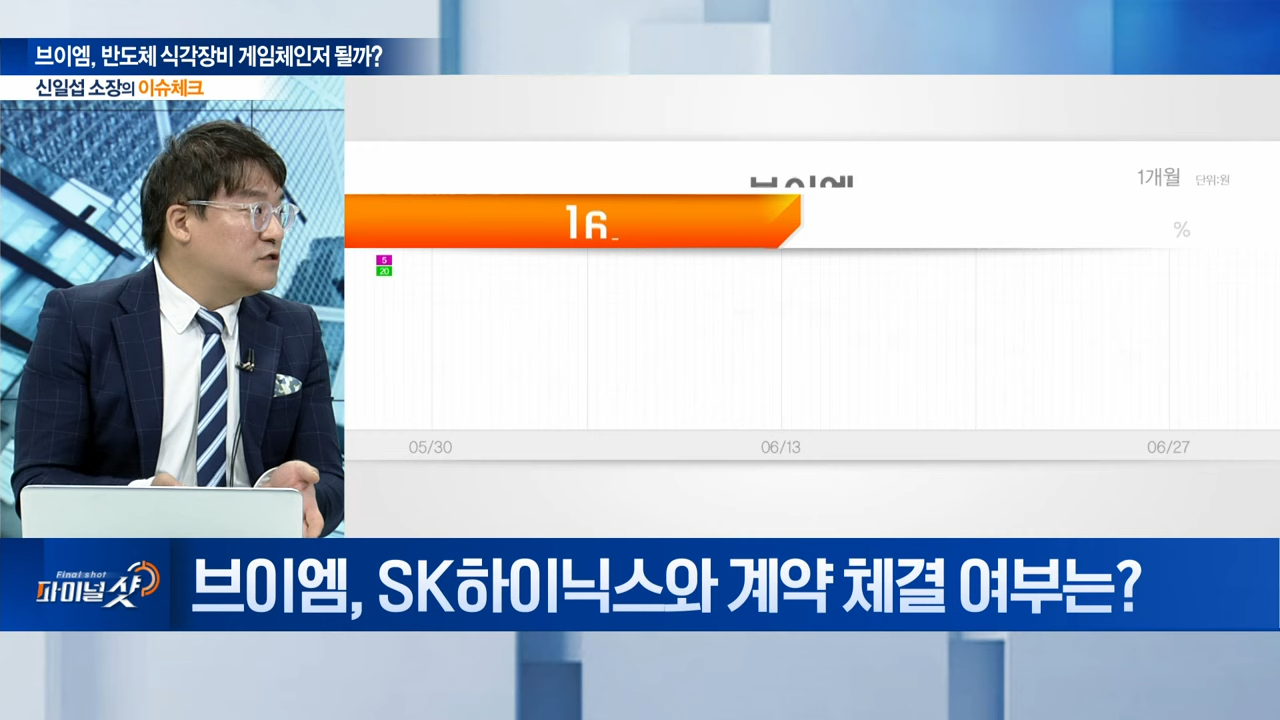 브이엠, 반도체 식각장비 게임체인저 될까?
신일섭 소장의 이슈체크
브이엠
1개월 단위:원
%
5
20
05/30 06/13 06/27
Final shot
파이널샷
브이엠, SK하이닉스와 계약 체결 여부는?